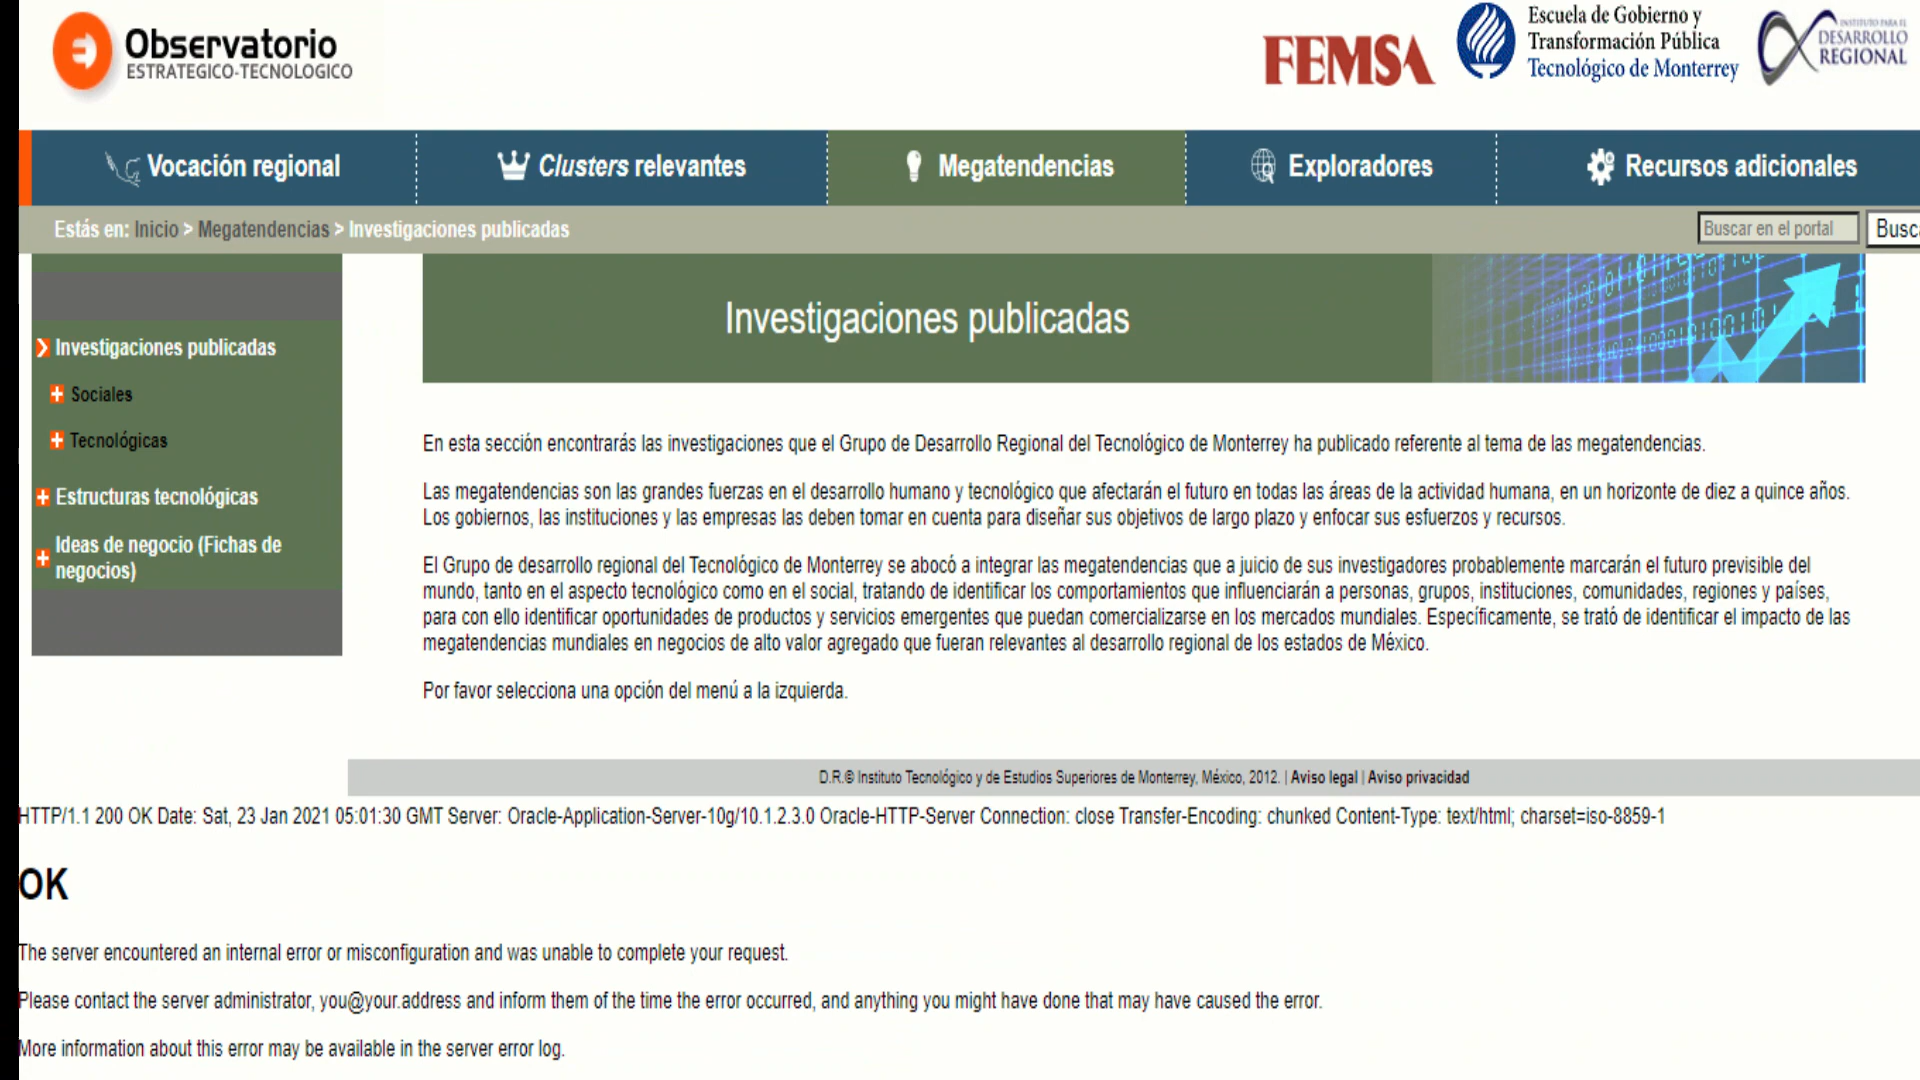 Observatorio
ESTRATEGICO-TECNOLOGICO
FEMSA
Escuela de Gobierno y
Transformación Pública
Tecnológico de Monterrey
INSTITUTO PARA EL
DESARROLLO
REGIONAL
Vocación regional
Clusters relevantes
Megatendencias
Exploradores
Recursos adicionales
Estás en: Inicio > Megatendencias > Investigaciones publicadas
Buscar en el portal
Busca
Investigaciones publicadas
Sociales
Tecnológicas
Estructuras tecnológicas
Ideas de negocio (Fichas de
negocios)
Investigaciones publicadas
En esta sección encontrarás las investigaciones que el Grupo de Desarrollo Regional del Tecnológico de Monterrey ha publicado referente al tema de las megatendencias.
Las megatendencias son las grandes fuerzas en el desarrollo humano y tecnológico que afectarán el futuro en todas las áreas de la actividad humana, en un horizonte de diez a quince años.
Los gobiernos, las instituciones y las empresas las deben tomar en cuenta para diseñar sus objetivos de largo plazo y enfocar sus esfuerzos y recursos.
El Grupo de desarrollo regional del Tecnológico de Monterrey se abocó a integrar las megatendencias que a juicio de sus investigadores probablemente marcarán el futuro previsible del
mundo, tanto en el aspecto tecnológico como en el social, tratando de identificar los comportamientos que influenciarán a personas, grupos, instituciones, comunidades, regiones y países,
para con ello identificar oportunidades de productos y servicios emergentes que puedan comercializarse en los mercados mundiales. Específicamente, se trató de identificar el impacto de las
megatendencias mundiales en negocios de alto valor agregado que fueran relevantes al desarrollo regional de los estados de México.
Por favor selecciona una opción del menú a la izquierda.
D.R.© Instituto Tecnológico y de Estudios Superiores de Monterrey, México, 2012. | Aviso legal | Aviso privacidad
HTTP/1.1 200 OK Date: Sat, 23 Jan 2021 05:01:30 GMT Server: Oracle-Application-Server-10g/10.1.2.3.0 Oracle-HTTP-Server Connection: close Transfer-Encoding: chunked Content-Type: text/html; charset=iso-8859-1
OK
The server encountered an internal error or misconfiguration and was unable to complete your request.
Please contact the server administrator, you@your.address and inform them of the time the error occurred, and anything you might have done that may have caused the error.
More information about this error may be available in the server error log.